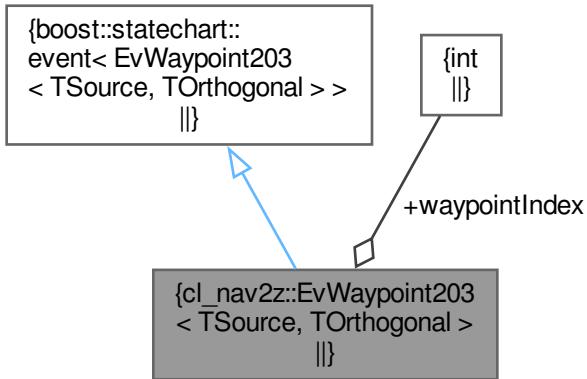 {boost::statechart::
event< EvWaypoint203
< TSource, TOrthogonal > >
||}
{int
||}
+waypointIndex
{cl_nav2z::EvWaypoint203
< TSource, TOrthogonal >
||}